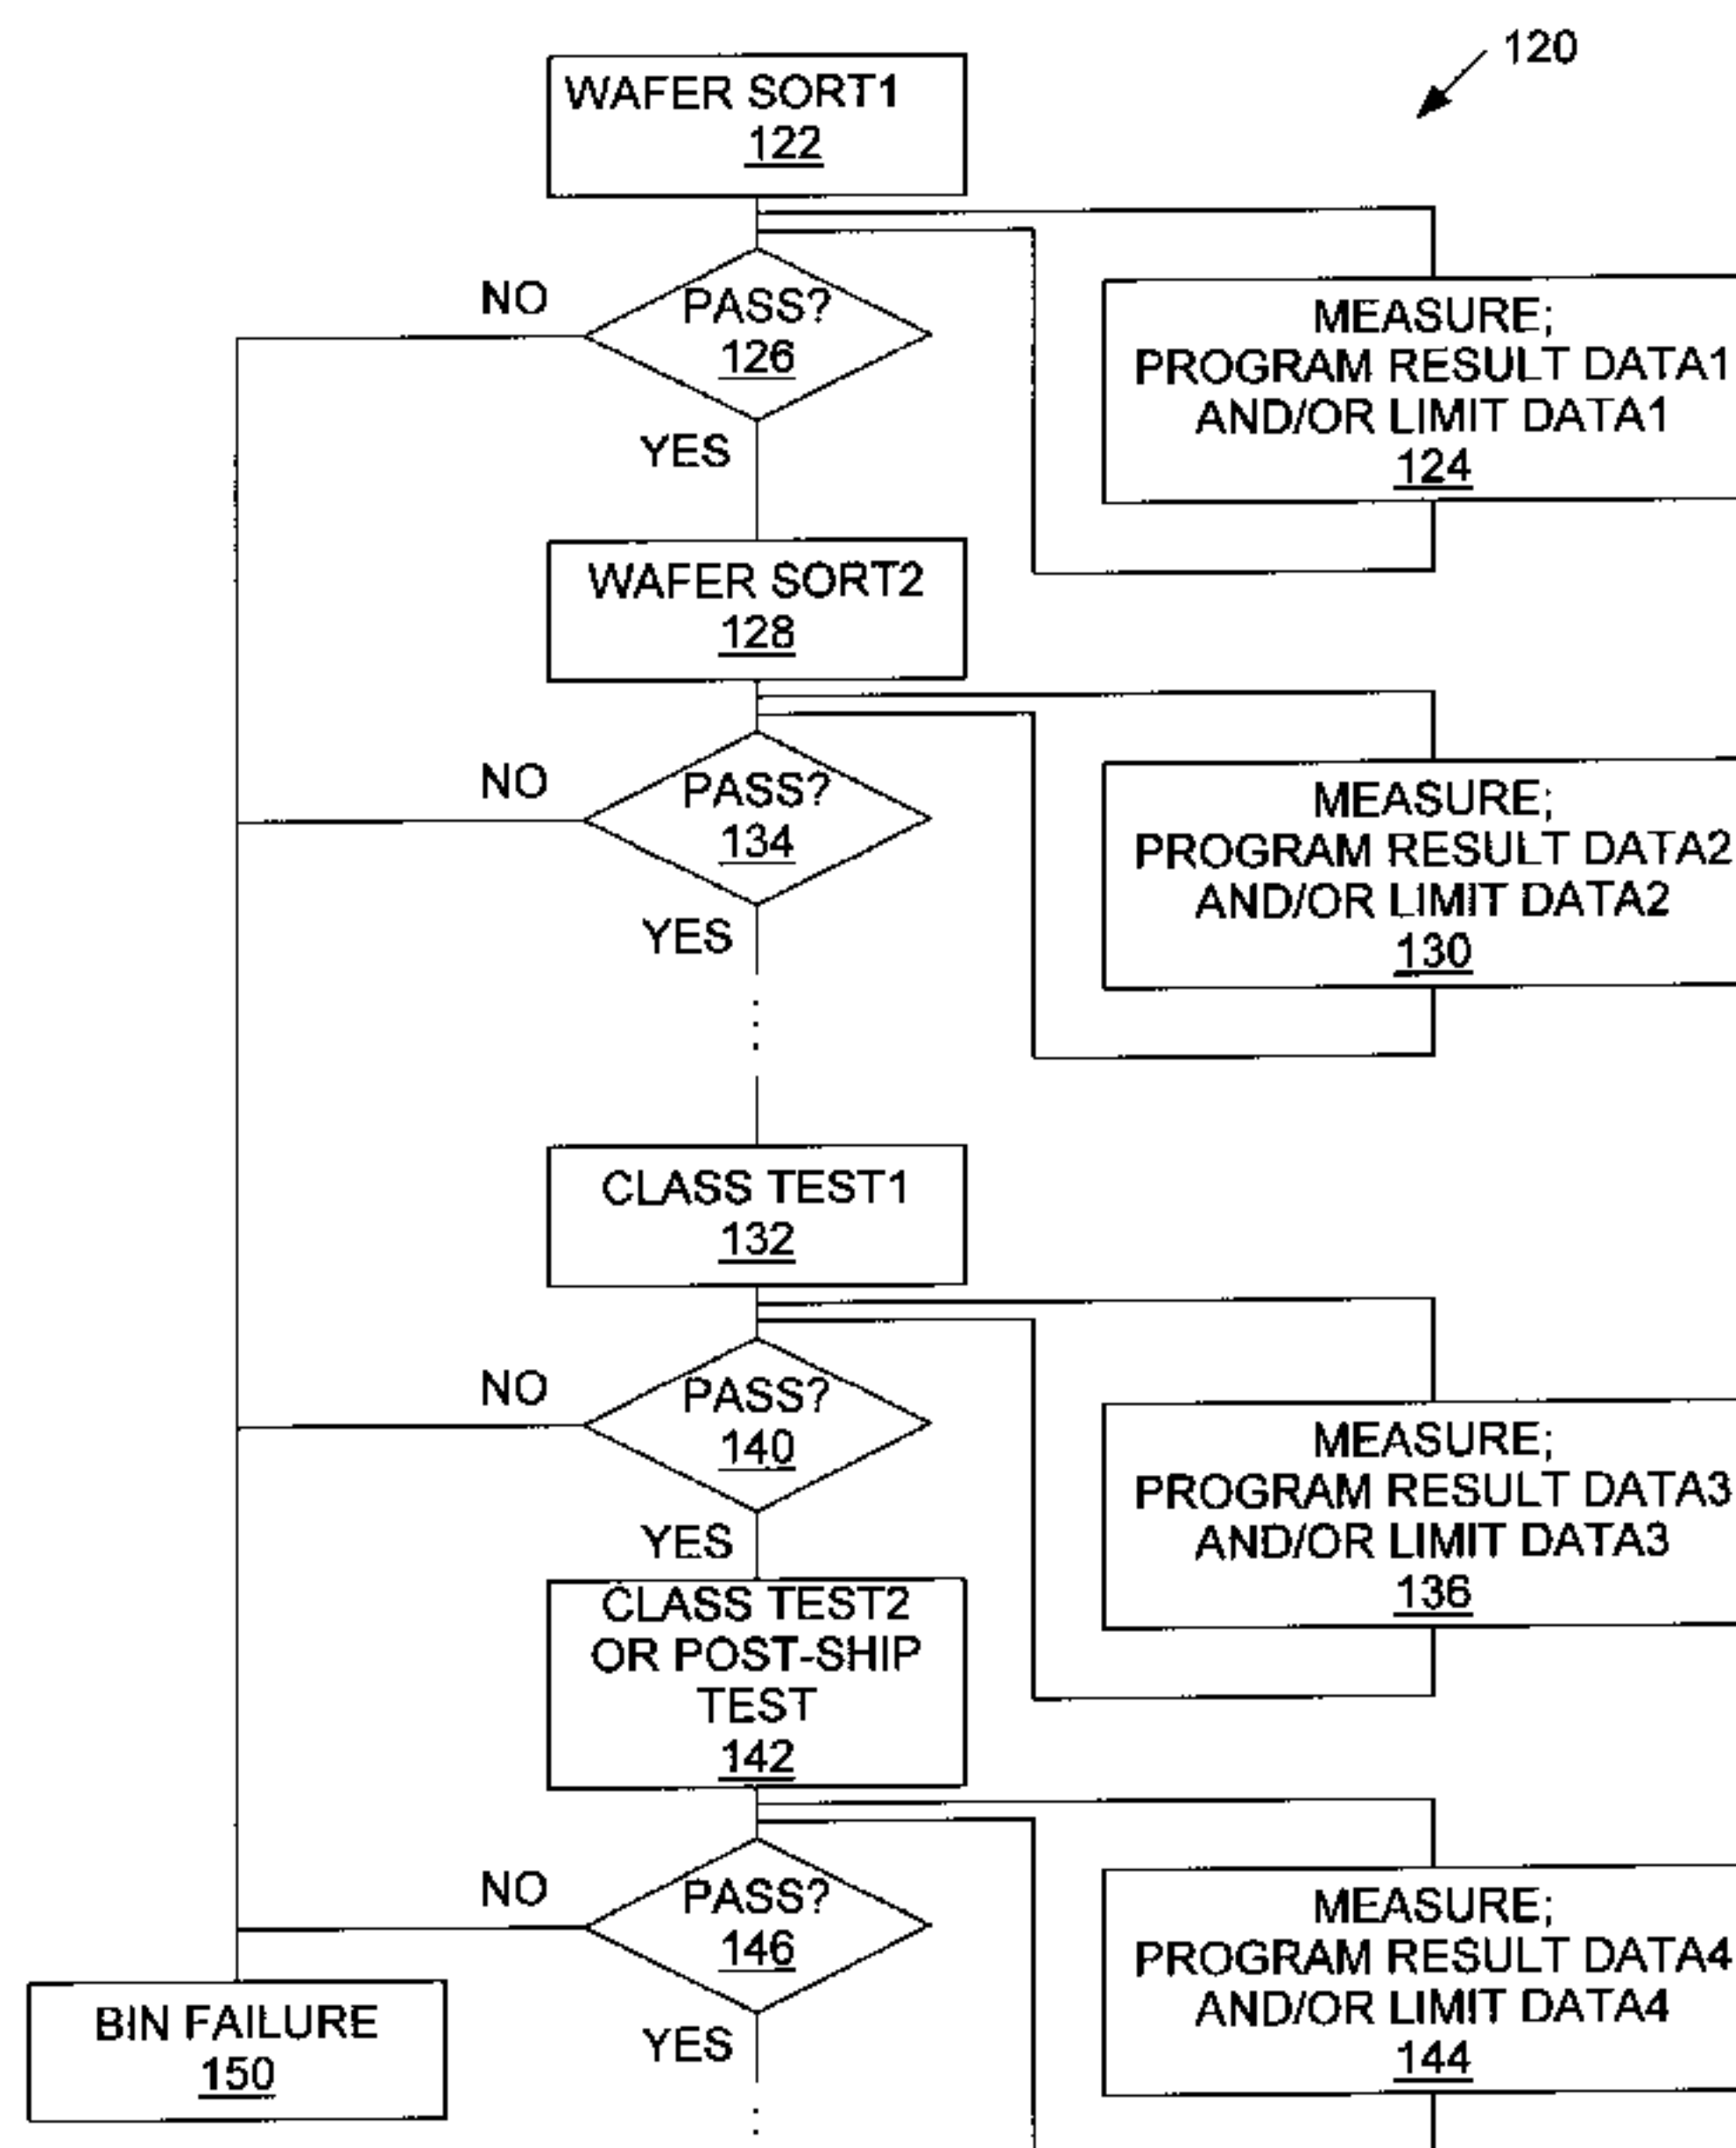 120
WAFER SORT1
122
NO
PASS?
126
YES
MEASURE;
PROGRAM RESULT DATA1
AND/OR LIMIT DATA1
124
WAFER SORT2
128
NO
PASS?
134
YES
MEASURE;
PROGRAM RESULT DATA2
AND/OR LIMIT DATA2
130
CLASS TEST1
132
NO
PASS?
140
YES
MEASURE;
PROGRAM RESULT DATA3
AND/OR LIMIT DATA3
136
CLASS TEST2
OR POST-SHIP
TEST
142
NO
PASS?
146
YES
MEASURE;
PROGRAM RESULT DATA4
AND/OR LIMIT DATA4
144
BIN FAILURE
150